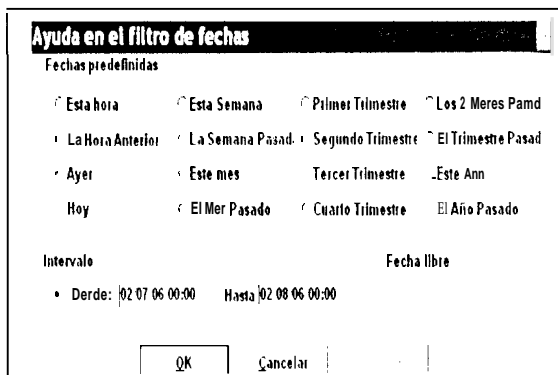 Ayuda en el filtro de fechas
Fechas predefinidas
Esta hora Esta Semana Primer Trimestre Los 2 Meres Pamd
La Hora Anterior La Semana Pasad. Segundo Trimestre El Trimestre Pasad
Ayer Este mes Tercer Trimestre Este Ann
Hoy El Mer Pasado Cuarto Trimestre El Año Pasado
Intervalo Fecha libre
Derde: 02 07 06 00:00 Hasta 02 08 06 00:00
OK Cancelar